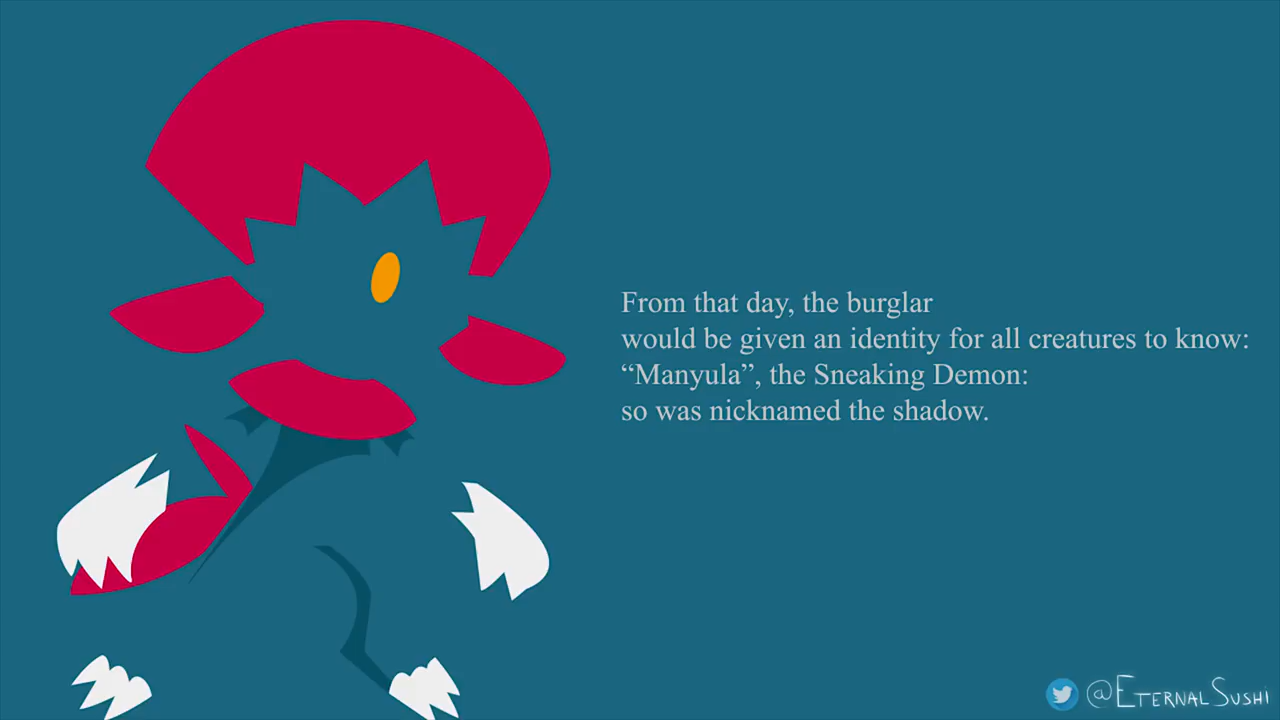 From that day, the burglar
would be given an identity for all creatures to know:
“Manyula”, the Sneaking Demon:
so was nicknamed the shadow.
@EternalSushi